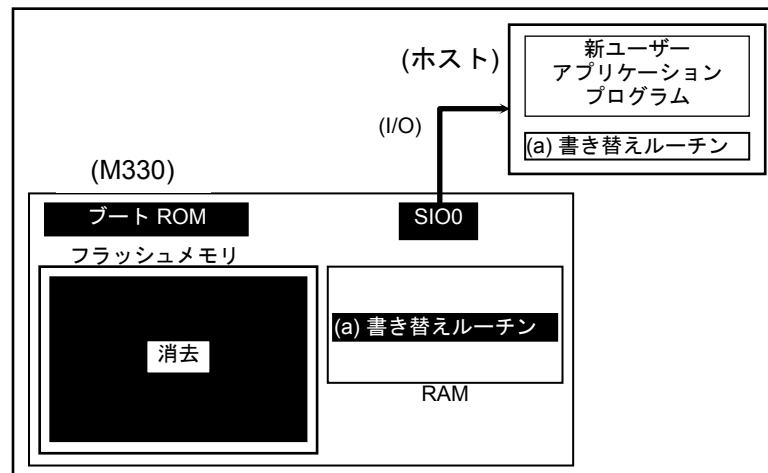 (ホスト)
新ユーザー
アプリケーション
プログラム
(I/O)
(a) 書き替えルーチン
(M330)
ブート ROM
SIO0
フラッシュメモリ
(a) 書き替えルーチン
消去
RAM